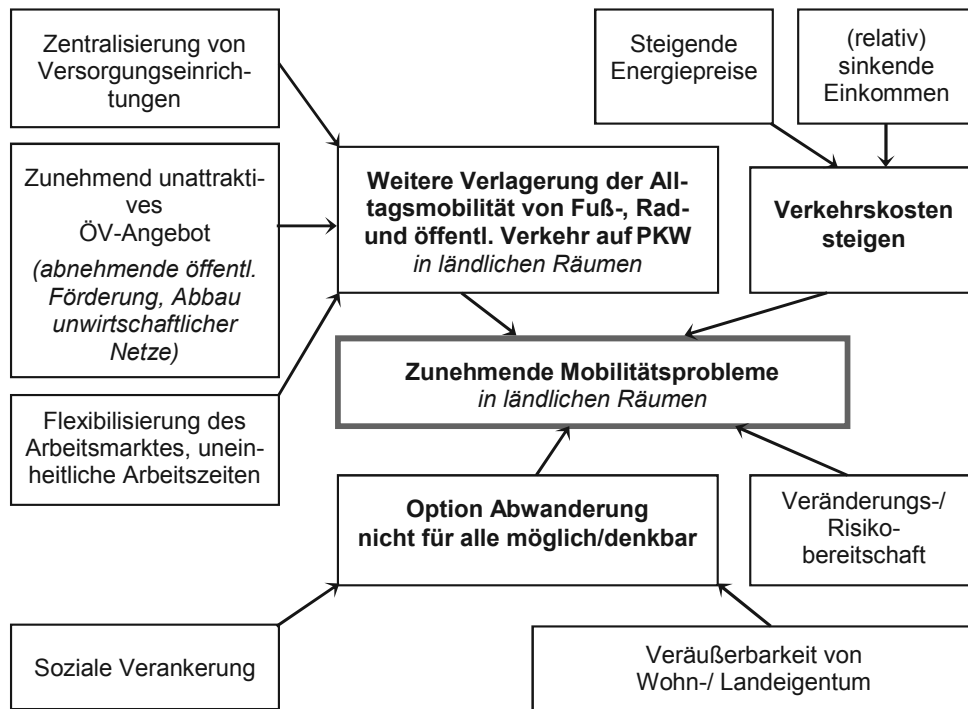 Zentralisierung von
Versorgungseinrich-
tungen
Steigende
Energiepreise
(relativ)
sinkende
Einkommen
Zunehmend unattrakti-
ves
ÖV-Angebot
(abnehmende öffentl.
Förderung, Abbau
unwirtschaftlicher
Netze)
Weitere Verlagerung der All-
tagsmobilität von Fuß-, Rad-
und öffentl. Verkehr auf PKW
in ländlichen Räumen
Verkehrskosten
steigen
Zunehmende Mobilitätsprobleme
in ländlichen Räumen
Flexibilisierung des
Arbeitsmarktes, unein-
heitliche Arbeitszeiten
Option Abwanderung
nicht für alle möglich/denkbar
Veränderungs-/
Risiko-
bereitschaft
Soziale Verankerung
Veräußerbarkeit von
Wohn-/ Landeigentum